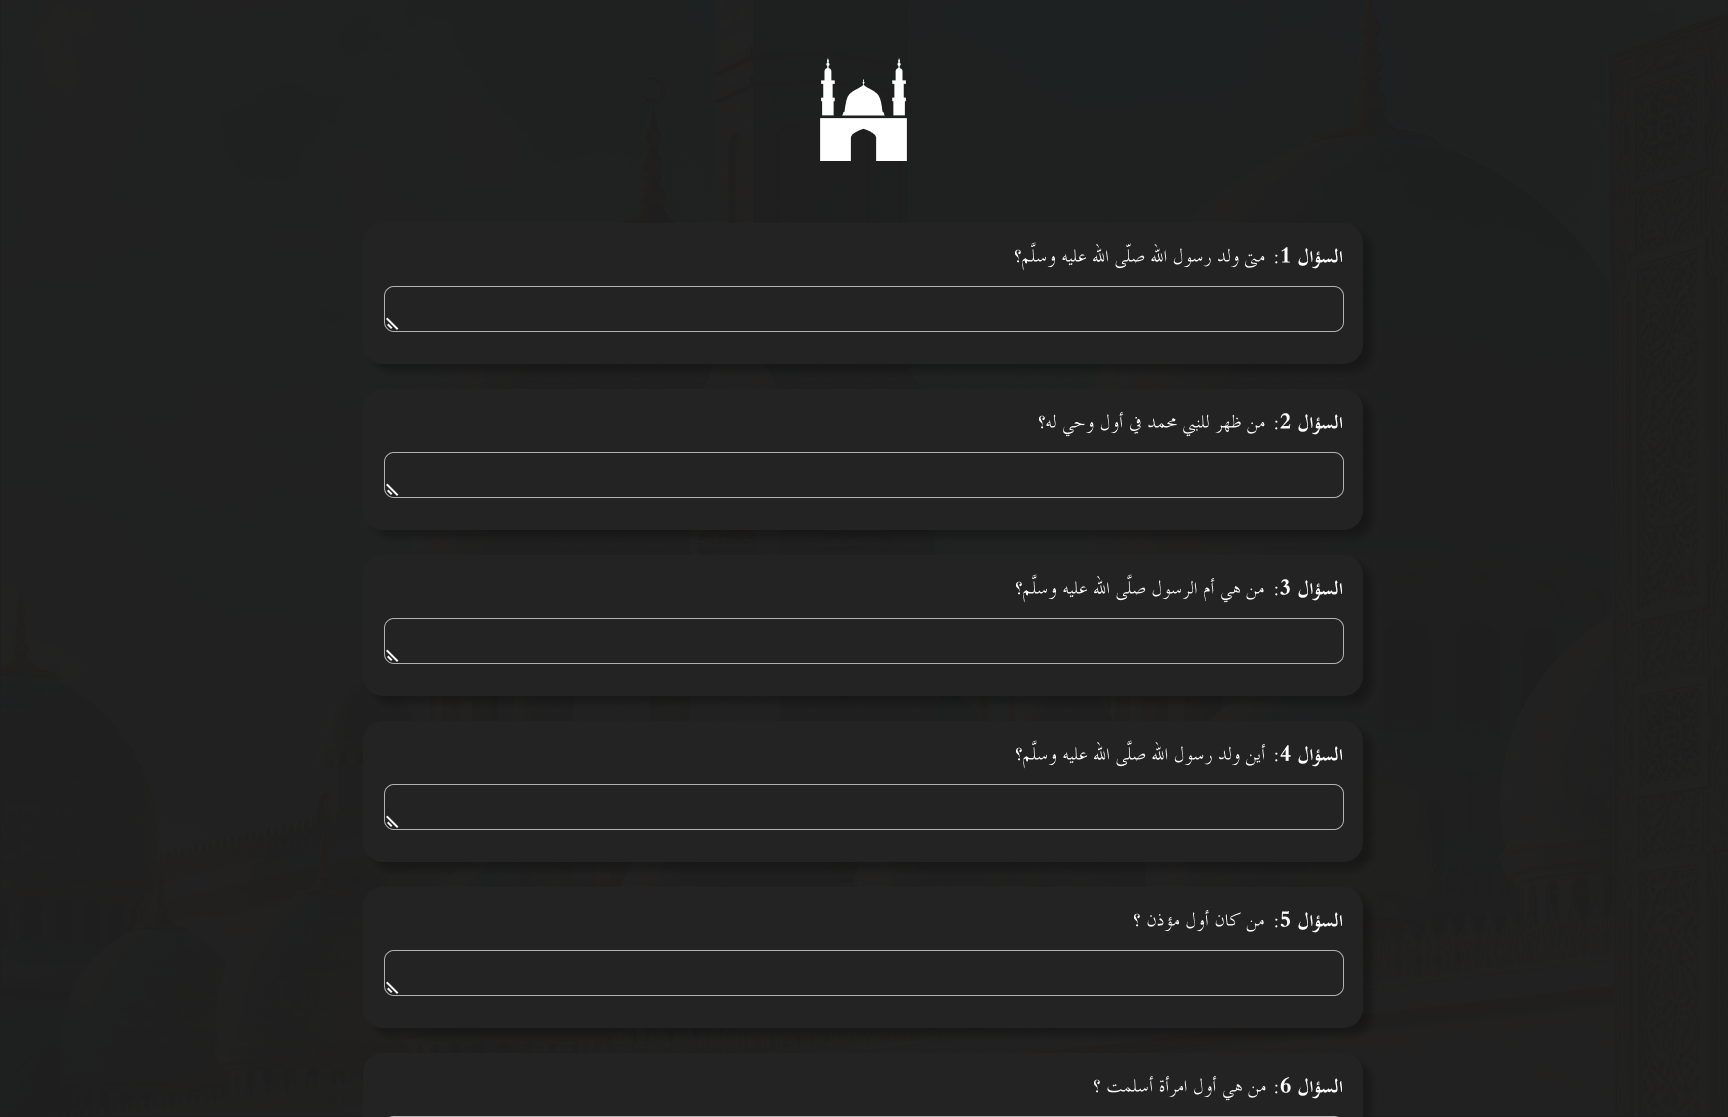 السؤال 1: متى ولد رسول الله صلّى الله عليه وسلَّم؟
السؤال 2: من ظهر للنبي محمد في أول وحي له؟
السؤال 3: من هي أم الرسول صلَّى الله عليه وسلَّم؟
السؤال 4: أين ولد رسول الله صلَّى الله عليه وسلَّم؟
السؤال 5: من كان أول مؤذن ؟
السؤال 6: من هي أول امرأة أسلمت ؟